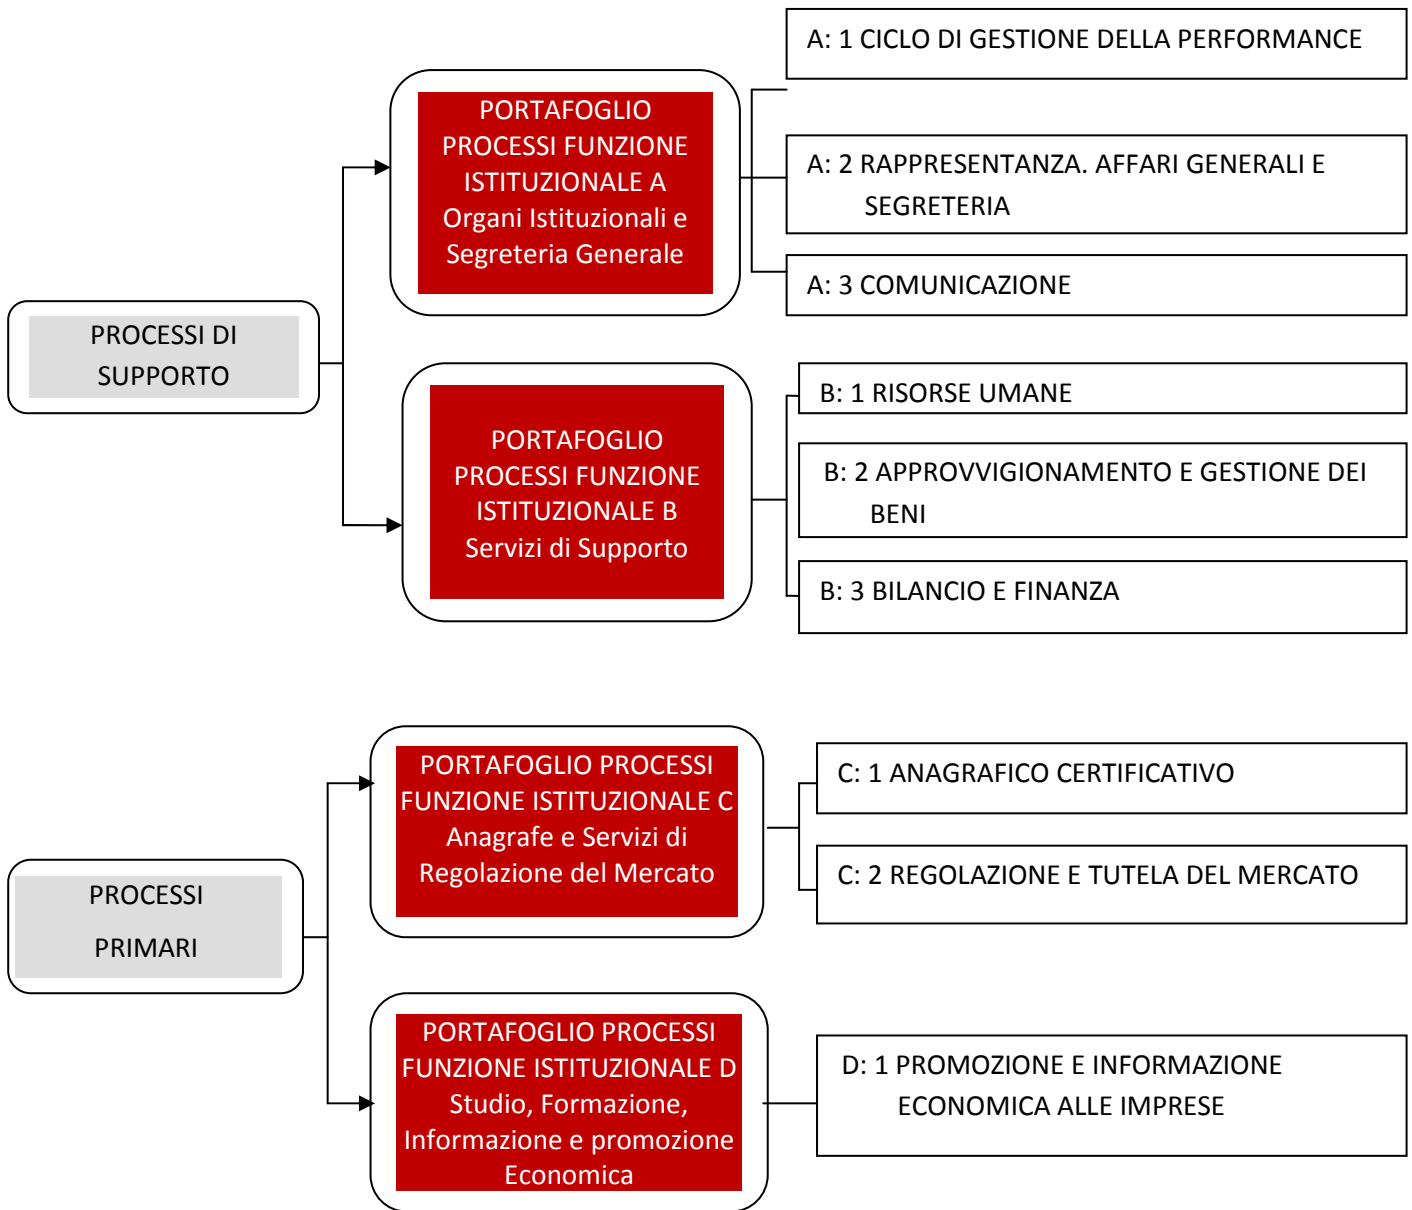 PROCESSI DI
SUPPORTO
PORTAFOGLIO
PROCESSI FUNZIONE
ISTITUZIONALE A
Organi Istituzionali e
Segreteria Generale
A: 1 CICLO DI GESTIONE DELLA PERFORMANCE
A: 2 RAPPRESENTANZA. AFFARI GENERALI E
SEGRETERIA
A: 3 COMUNICAZIONE
PORTAFOGLIO
PROCESSI FUNZIONE
ISTITUZIONALE B
Servizi di Supporto
B: 1 RISORSE UMANE
B: 2 APPROVVIGIONAMENTO E GESTIONE DEI
BENI
B: 3 BILANCIO E FINANZA
PROCESSI
PRIMARI
PORTAFOGLIO PROCESSI
FUNZIONE ISTITUZIONALE C
Anagrafe e Servizi di
Regolazione del Mercato
C: 1 ANAGRAFICO CERTIFICATIVO
C: 2 REGOLAZIONE E TUTELA DEL MERCATO
PORTAFOGLIO PROCESSI
FUNZIONE ISTITUZIONALE D
Studio, Formazione,
Informazione e promozione
Economica
D: 1 PROMOZIONE E INFORMAZIONE
ECONOMICA ALLE IMPRESE